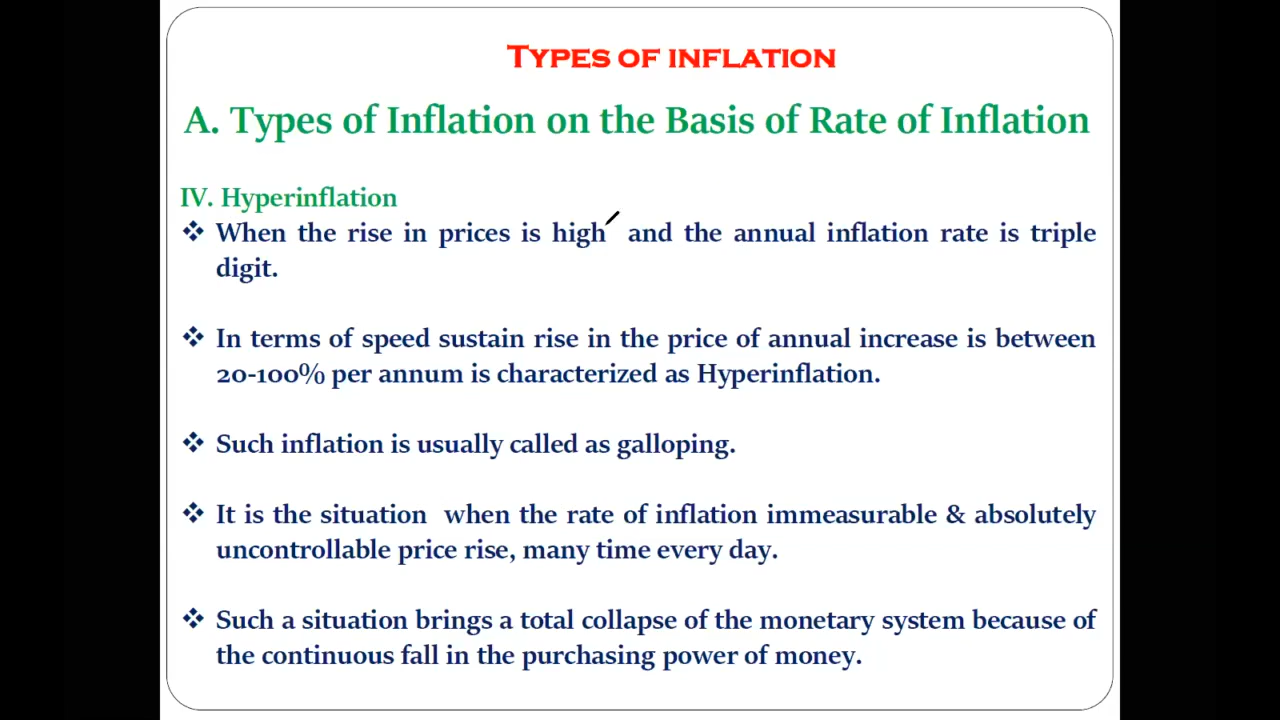 TYPES OF INFLATION
A. Types of Inflation on the Basis of Rate of Inflation
IV. Hyperinflation
❖ When the rise in prices is high and the annual inflation rate is triple
digit.
❖ In terms of speed sustain rise in the price of annual increase is between
20-100% per annum is characterized as Hyperinflation.
❖ Such inflation is usually called as galloping.
❖ It is the situation when the rate of inflation immeasurable & absolutely
uncontrollable price rise, many time every day.
❖ Such a situation brings a total collapse of the monetary system because of
the continuous fall in the purchasing power of money.